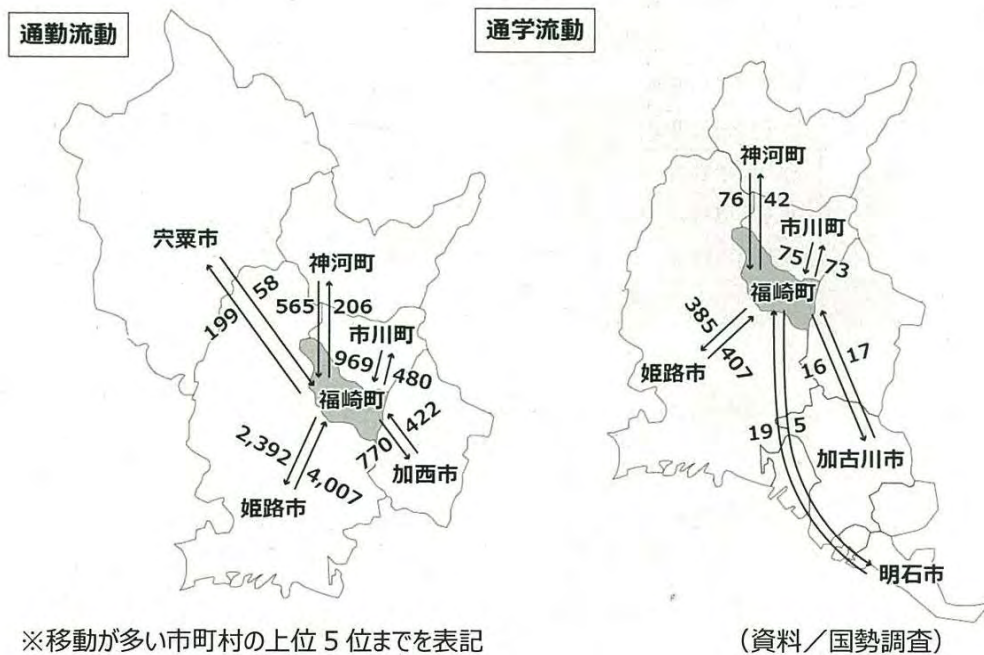 通勤流動
宍粟市
58
199
神河町
565
206
市川町
969
480
福崎町
422
770
加西市
2,392
4,007
姫路市
通学流動
神河町
76
42
市川町
75
73
福崎町
385
407
姫路市
17
16
19
5
加古川市
明石市
※移動が多い市町村の上位5位までを表記
(資料/国勢調査)